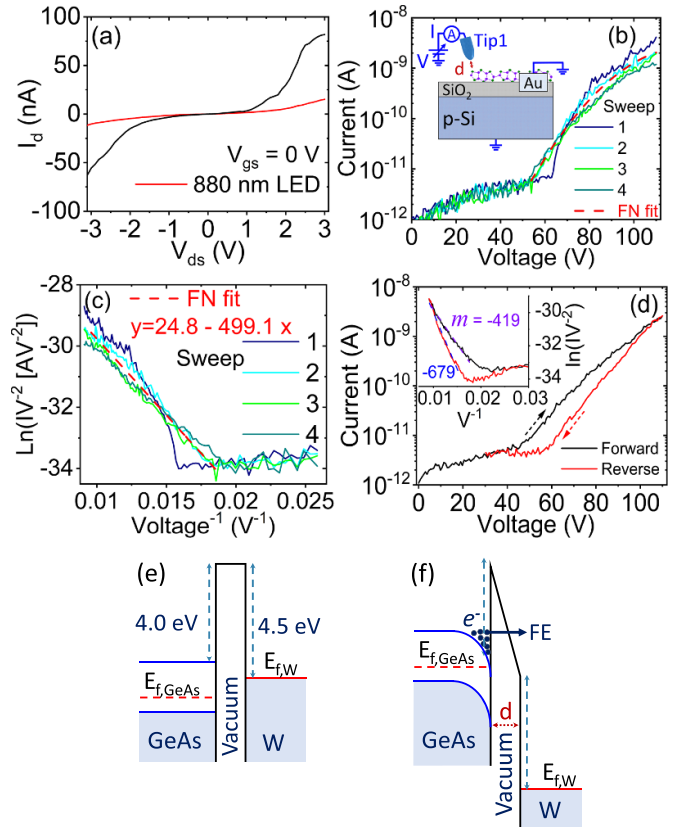 (a)
100
50
0
-50
-100
I_d (nA)
V_gs = 0 V
880 nm LED
-3 -2 -1 0 1 2 3
V_ds (V)
(b)
10⁻⁸
10⁻⁹
10⁻¹⁰
10⁻¹¹
10⁻¹²
Current (A)
I
A
V
Tip1
d
SiO₂
Au
p-Si
Sweep
1
2
3
4
FN fit
0 20 40 60 80 100
Voltage (V)
(c)
-28
-30
-32
-34
Ln(IV⁻² [AV⁻²])
FN fit
y=24.8 - 499.1 x
Sweep
1
2
3
4
0.010 0.015 0.020 0.025
Voltage⁻¹ (V⁻¹)
(d)
10⁻⁸
10⁻⁹
10⁻¹⁰
10⁻¹¹
10⁻¹²
Current (A)
m = -419
-679
-30
-32
-34
ln(IV⁻²)
0.01 0.02 0.03
V⁻¹
Forward
Reverse
0 20 40 60 80 100
Voltage (V)
(e)
4.0 eV
4.5 eV
E_f,GeAs
E_f,W
GeAs
Vacuum
W
(f)
e⁻
FE
E_f,GeAs
d
GeAs
Vacuum
E_f,W
W